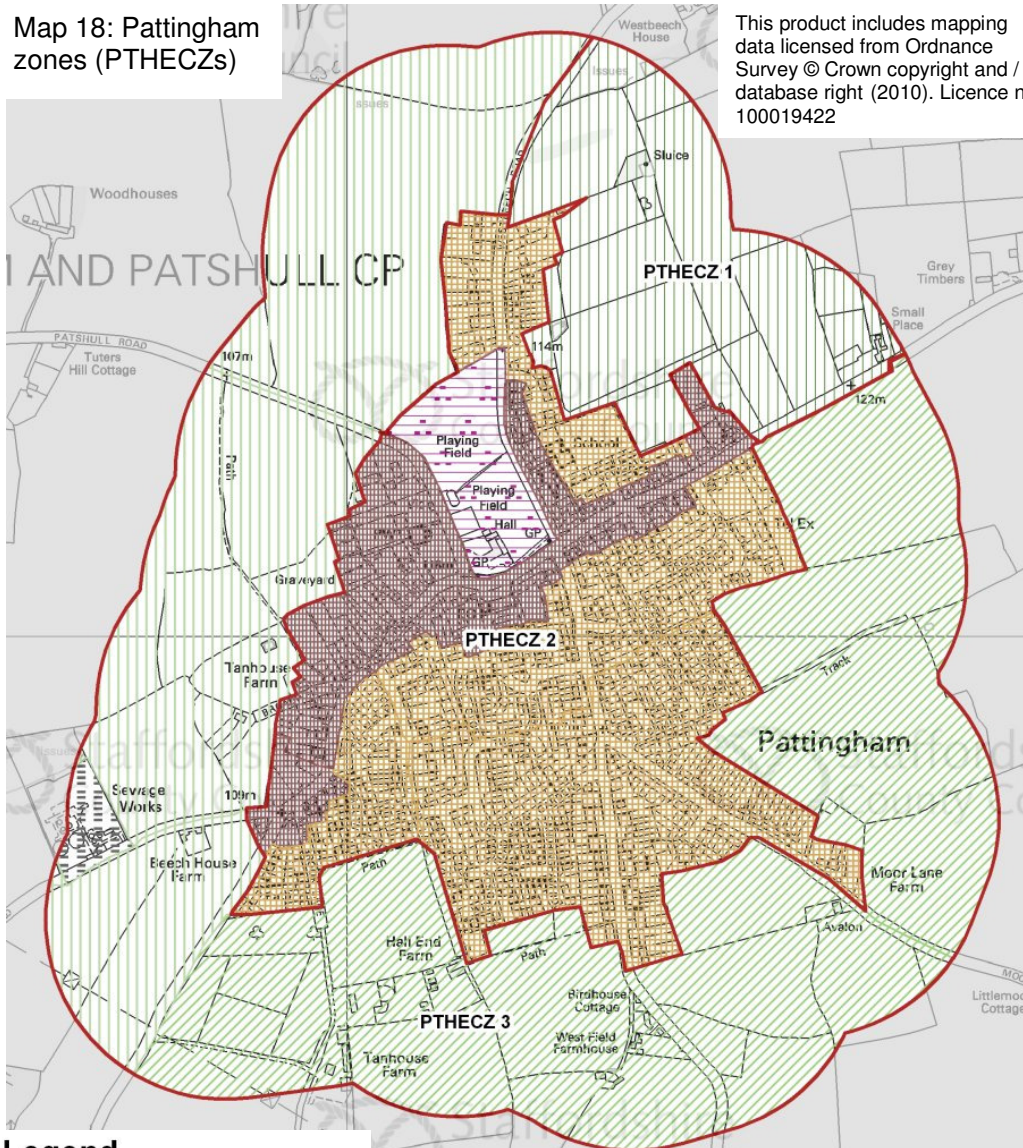 Map 18: Pattingham
zones (PTHECZs)
This product includes mapping
data licensed from Ordnance
Survey © Crown copyright and /
database right (2010). Licence n
100019422
Westbeech
House
Issues
Issues
Sluice
Woodhouses
AND PATSHULL CP
PTHECZ 1
Grey
Timbers
Small
Place
PATSHULL ROAD
Tuters
Hill Cottage
107m
114m
122m
Path
Playing
Field
School
Playing
Field
Hall
GP
GP
Tel Ex
Graveyard
PTHECZ 2
Tanhouse
Farm
Track
Pattingham
Issues
Sewage
Works
109m
Beech House
Farm
Path
Moor Lane
Farm
Avalon
Hall End
Farm
Path
Littlemoor
Cottage
Birdhouse
Cottage
PTHECZ 3
West Field
Farmhouse
Tanhouse
Farm
Staffordshire
Legend